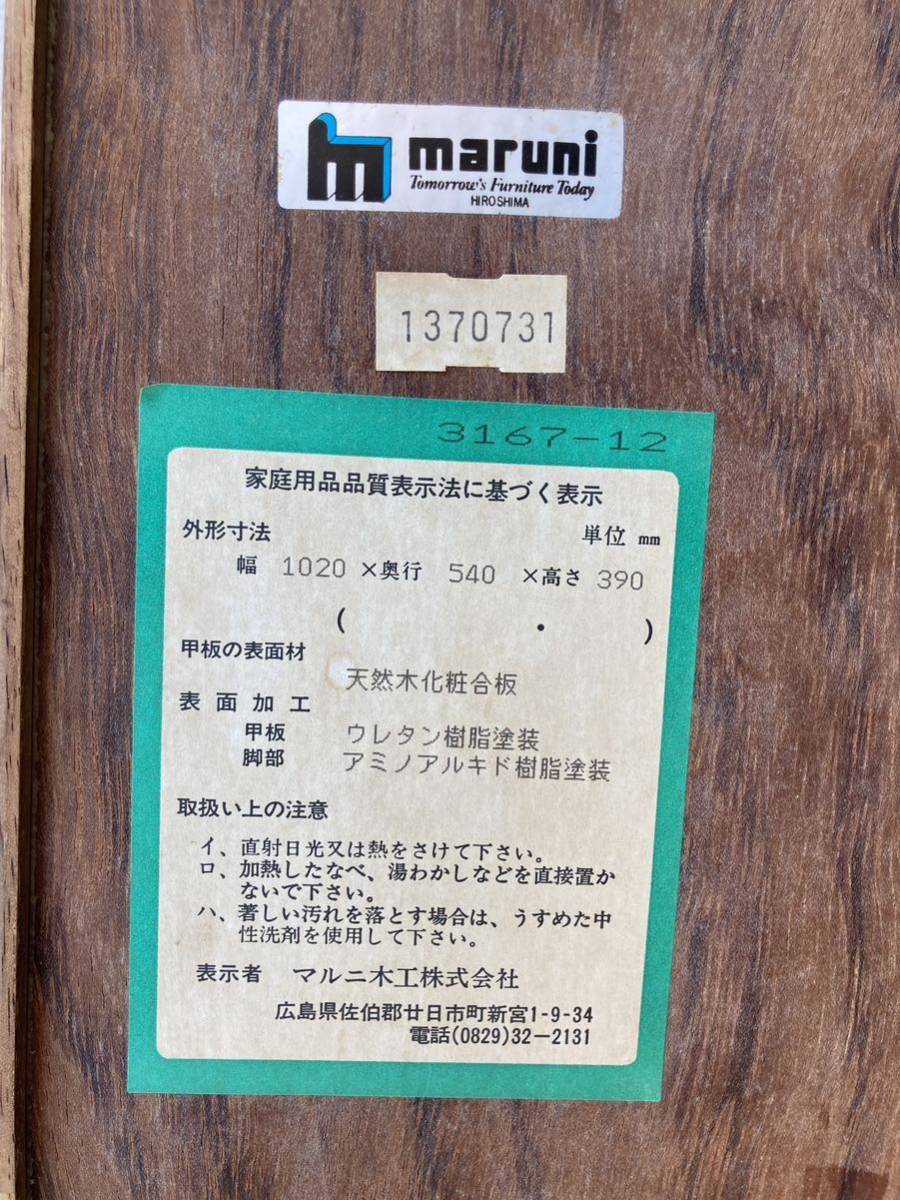 maruni
Tomorrow's Furniture Today
HIROSHIMA
1370731
3167-12
家庭用品品質表示法に基づく表示
外形寸法 単位 mm
幅 1020 ×奥行 540 ×高さ 390
( ・ )
甲板の表面材
天然木化粧合板
表面加工
甲板 ウレタン樹脂塗装
脚部 アミノアルキド樹脂塗装
取扱い上の注意
イ、直射日光又は熱をさけて下さい。
ロ、加熱したなべ、湯わかしなどを直接置か
ないで下さい。
ハ、著しい汚れを落とす場合は、うすめた中
性洗剤を使用して下さい。
表示者 マルニ木工株式会社
広島県佐伯郡廿日市町新宮1-9-34
電話(0829)32-2131